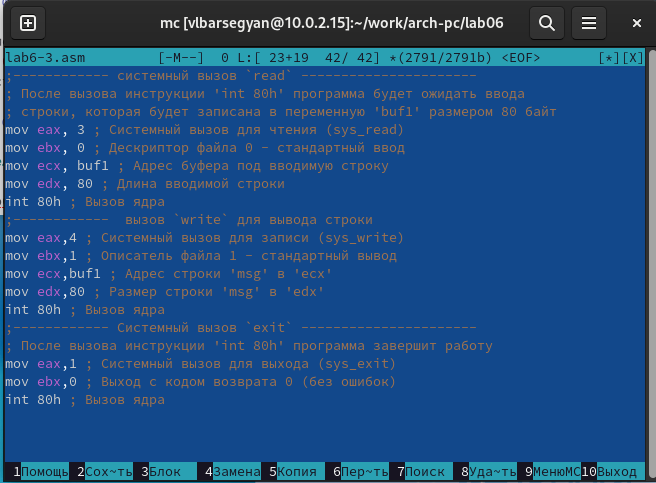 mc [vlbarsegyan@10.0.2.15]:~/work/arch-pc/lab06
lab6-3.asm [-M--] 0 L:[ 23+19 42/ 42] *(2791/2791b) <EOF> [*][X]
;------------ системный вызов `read` ----------------------
; После вызова инструкции 'int 80h' программа будет ожидать ввода
; строки, которая будет записана в переменную 'buf1' размером 80 байт
mov eax, 3 ; Системный вызов для чтения (sys_read)
mov ebx, 0 ; Дескриптор файла 0 - стандартный ввод
mov ecx, buf1 ; Адрес буфера под вводимую строку
mov edx, 80 ; Длина вводимой строки
int 80h ; Вызов ядра
;------------ вызов `write` для вывода строки
mov eax,4 ; Системный вызов для записи (sys_write)
mov ebx,1 ; Описатель файла 1 - стандартный вывод
mov ecx,buf1 ; Адрес строки 'msg' в 'ecx'
mov edx,80 ; Размер строки 'msg' в 'edx'
int 80h ; Вызов ядра
;------------ Системный вызов `exit` ----------------------
; После вызова инструкции 'int 80h' программа завершит работу
mov eax,1 ; Системный вызов для выхода (sys_exit)
mov ebx,0 ; Выход с кодом возврата 0 (без ошибок)
int 80h ; Вызов ядра
1Помощь 2Сох~ть 3Блок 4Замена 5Копия 6Пер~ть 7Поиск 8Уда~ть 9МенюMC 10Выход